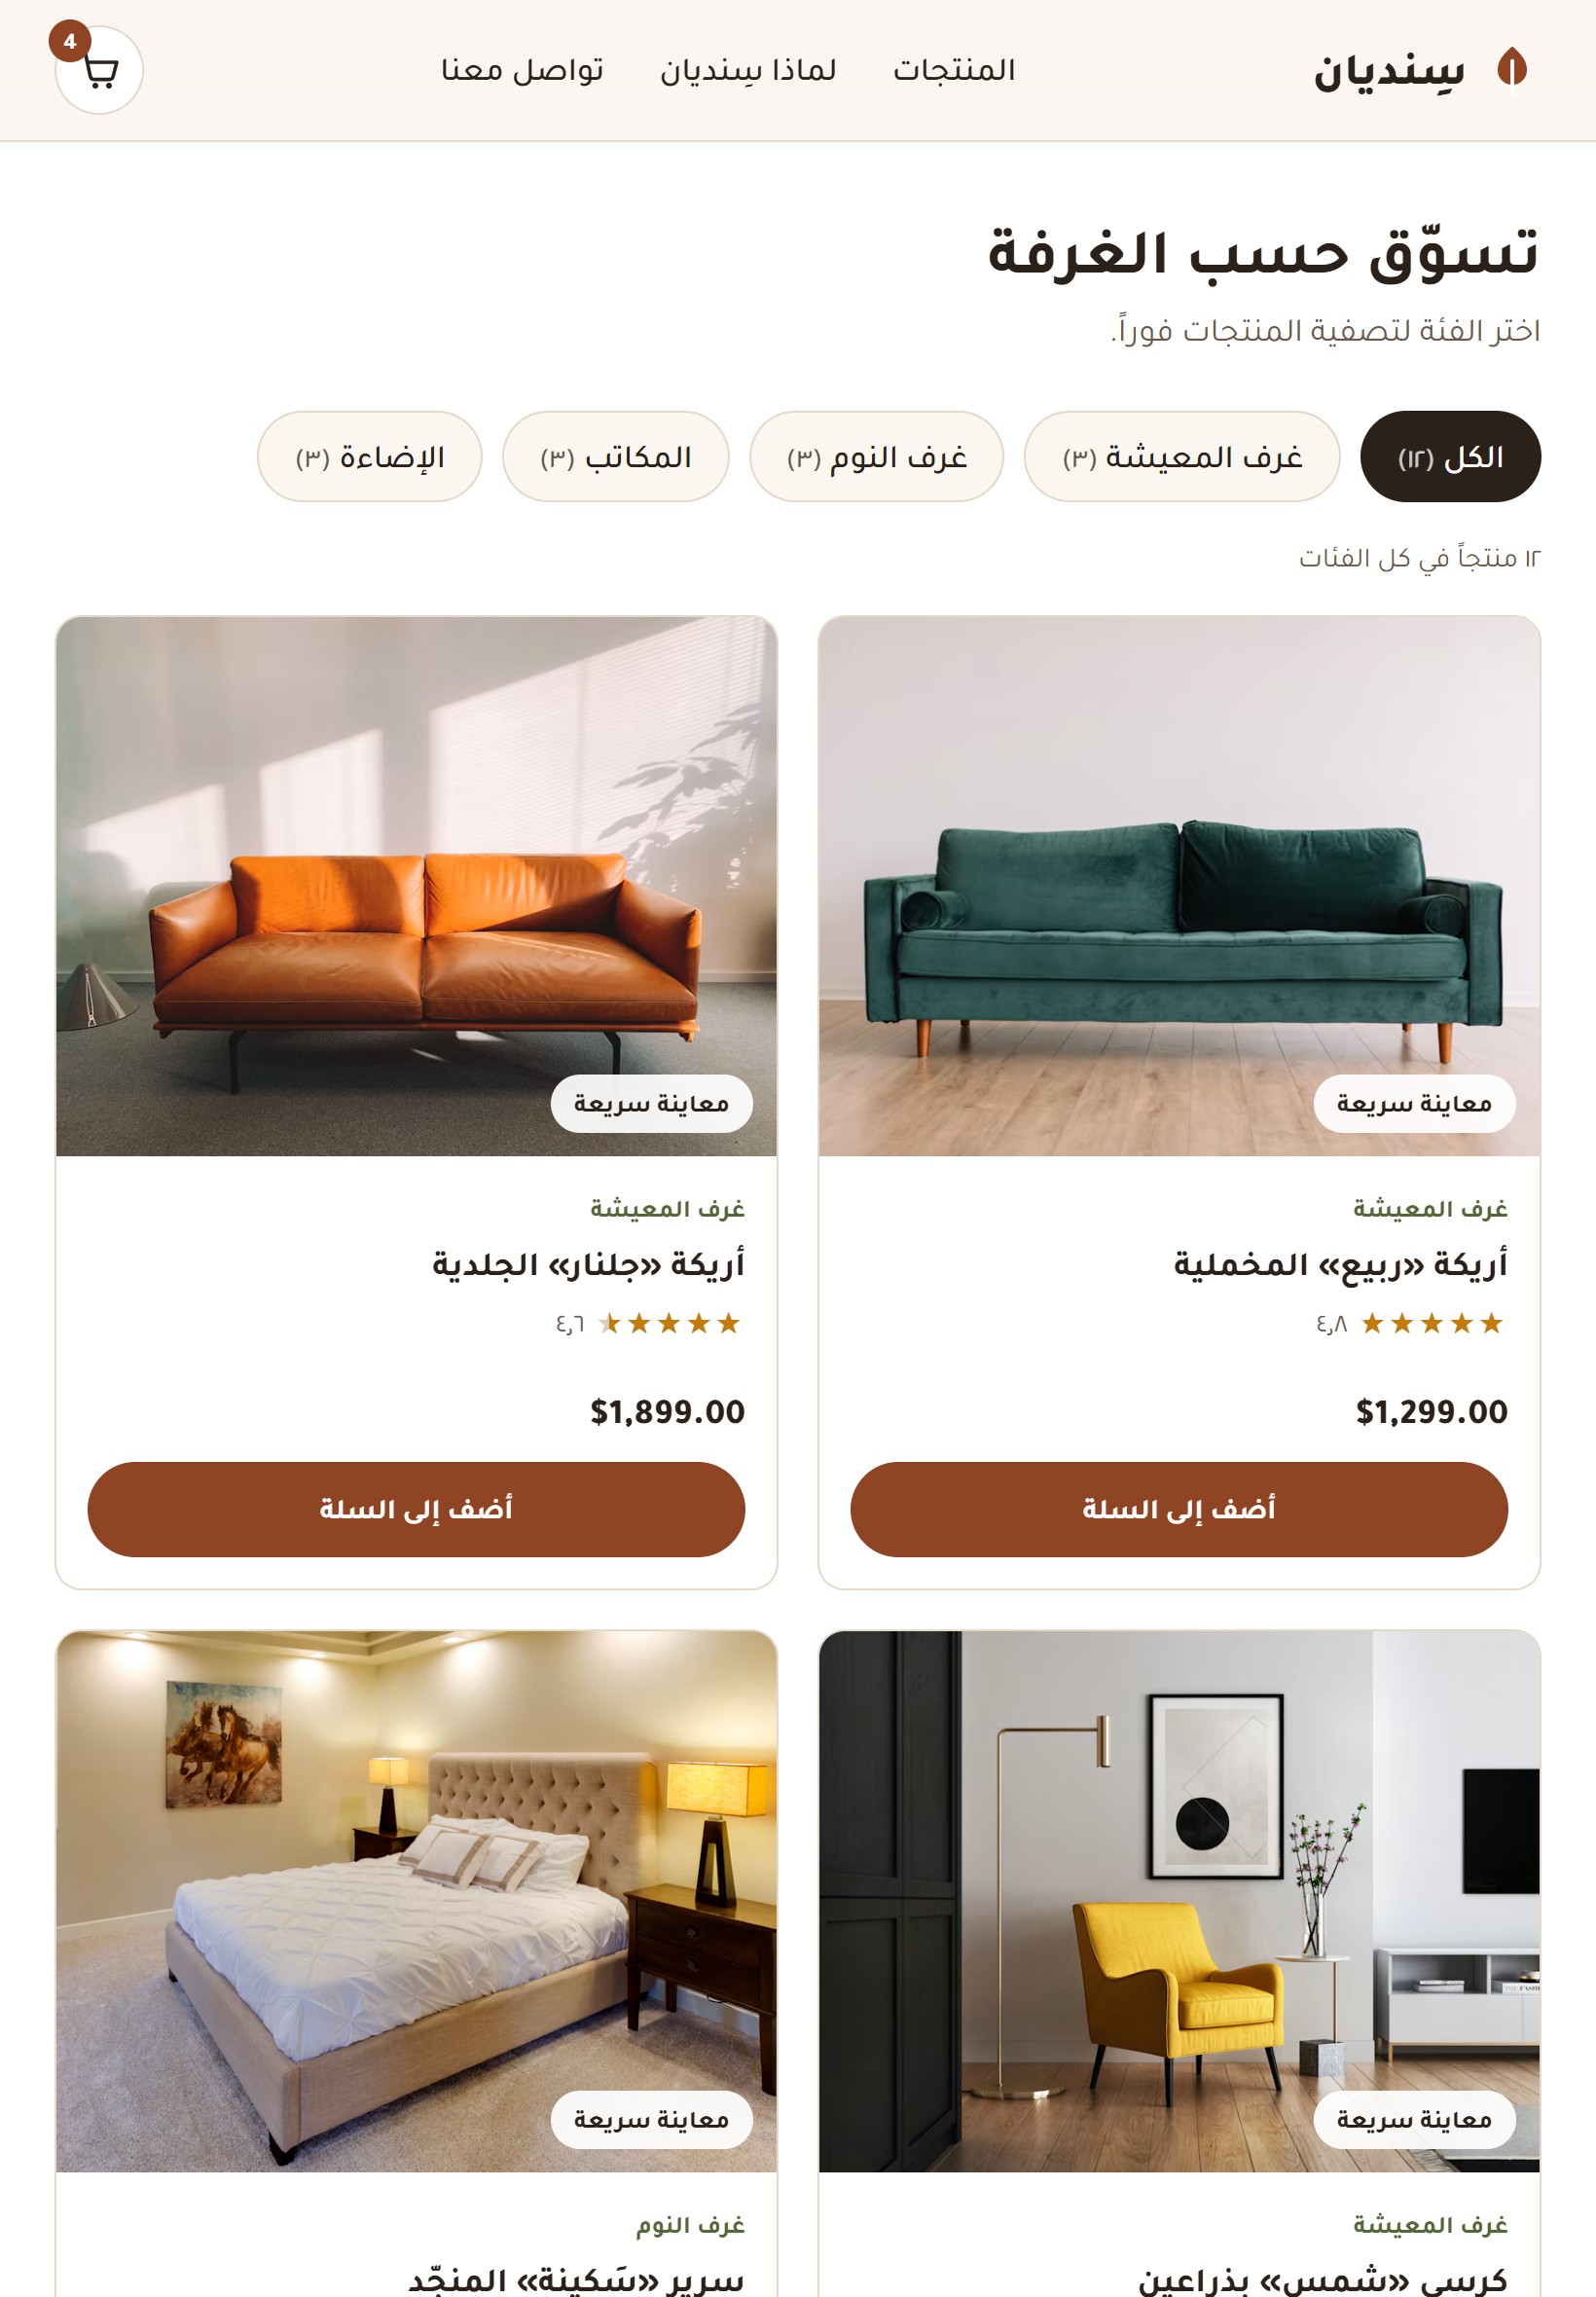 سِنديان
المنتجات
لماذا سِنديان
تواصل معنا
4
تسوّق حسب الغرفة
اختر الفئة لتصفية المنتجات فوراً.
الكل (١٢)
غرف المعيشة (٣)
غرف النوم (٣)
المكاتب (٣)
الإضاءة (٣)
١٢ منتجاً في كل الفئات
معاينة سريعة
غرف المعيشة
أريكة «ربيع» المخملية
٤٫٨
$1,299.00
أضف إلى السلة
معاينة سريعة
غرف المعيشة
أريكة «جلنار» الجلدية
٤٫٦
$1,899.00
أضف إلى السلة
معاينة سريعة
غرف المعيشة
كرسي «شمس» بذراعين
معاينة سريعة
غرف النوم
سرير «سَكينة» المنجّد